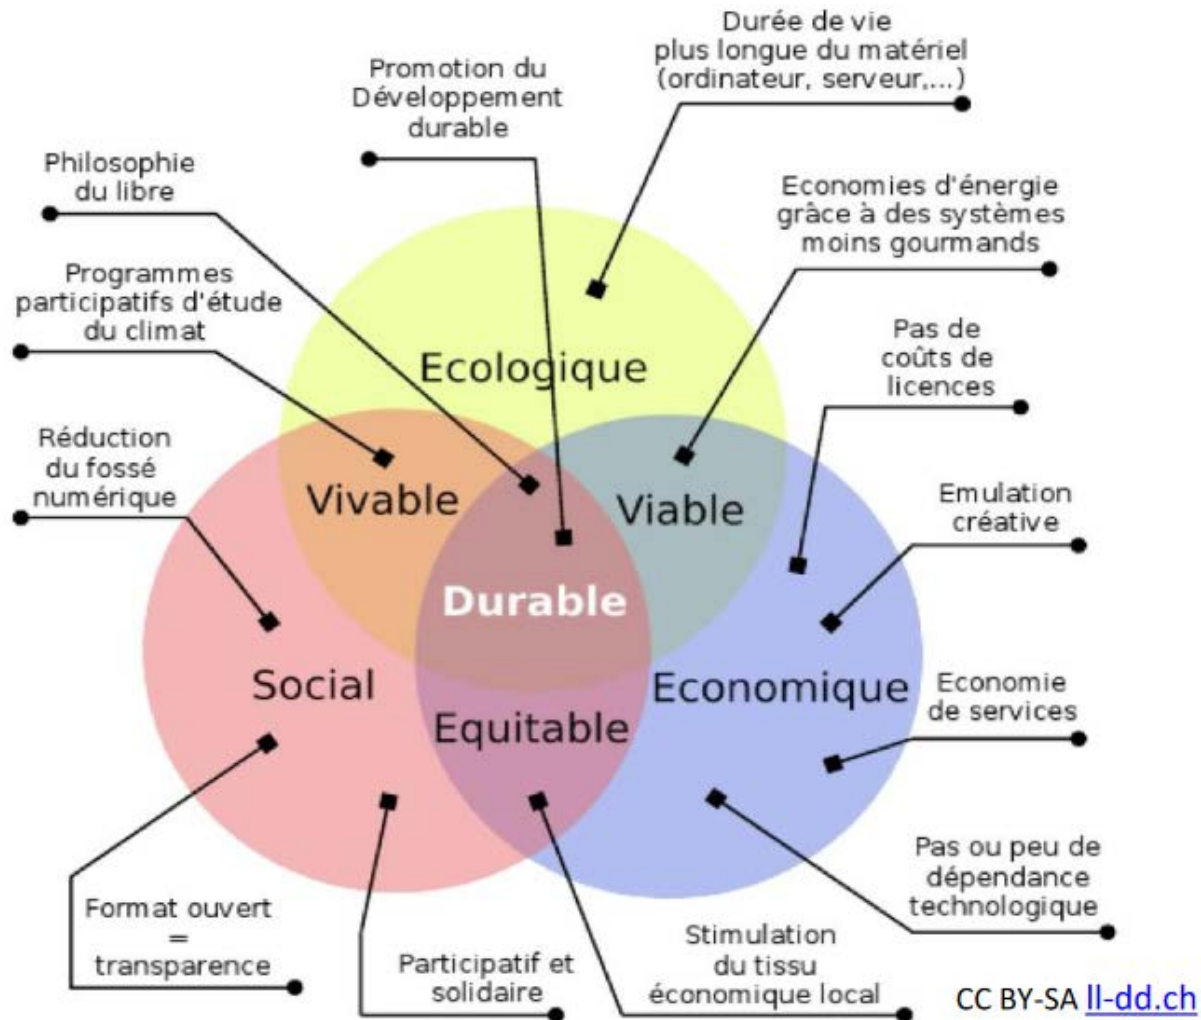 Durée de vie
plus longue du matériel
(ordinateur, serveur,...)
Promotion du
Développement
durable
Philosophie
du libre
Economies d'énergie
grâce à des systèmes
moins gourmands
Programmes
participatifs d'étude
du climat
Pas de
coûts de
licences
Ecologique
Réduction
du fossé
numérique
Vivable
Viable
Emulation
créative
Durable
Social
Economique
Economie
de services
Equitable
Pas ou peu de
dépendance
technologique
Format ouvert
=
transparence
Participatif et
solidaire
Stimulation
du tissu
économique local
CC BY-SA ll-dd.ch